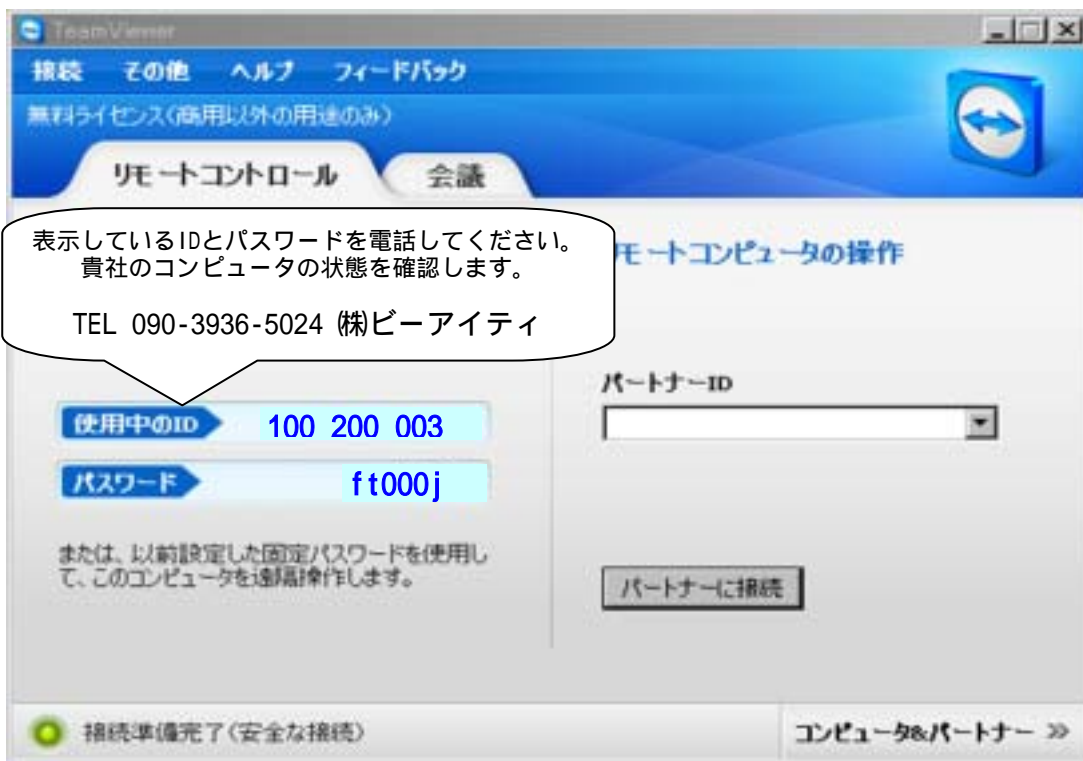 TeamViewer
接続 その他 ヘルプ フィードバック
無料ライセンス(商用以外の用途のみ)
リモートコントロール 会議
表示しているIDとパスワードを電話してください。
貴社のコンピュータの状態を確認します。
TEL 090-3936-5024 ㈱ビーアイティ
使用中のID 100 200 003
パスワード ft000j
または、以前設定した固定パスワードを使用し
て、このコンピュータを遠隔操作します。
モートコンピュータの操作
パートナーID
パートナーに接続
接続準備完了(安全な接続)
コンピュータ&パートナー >>